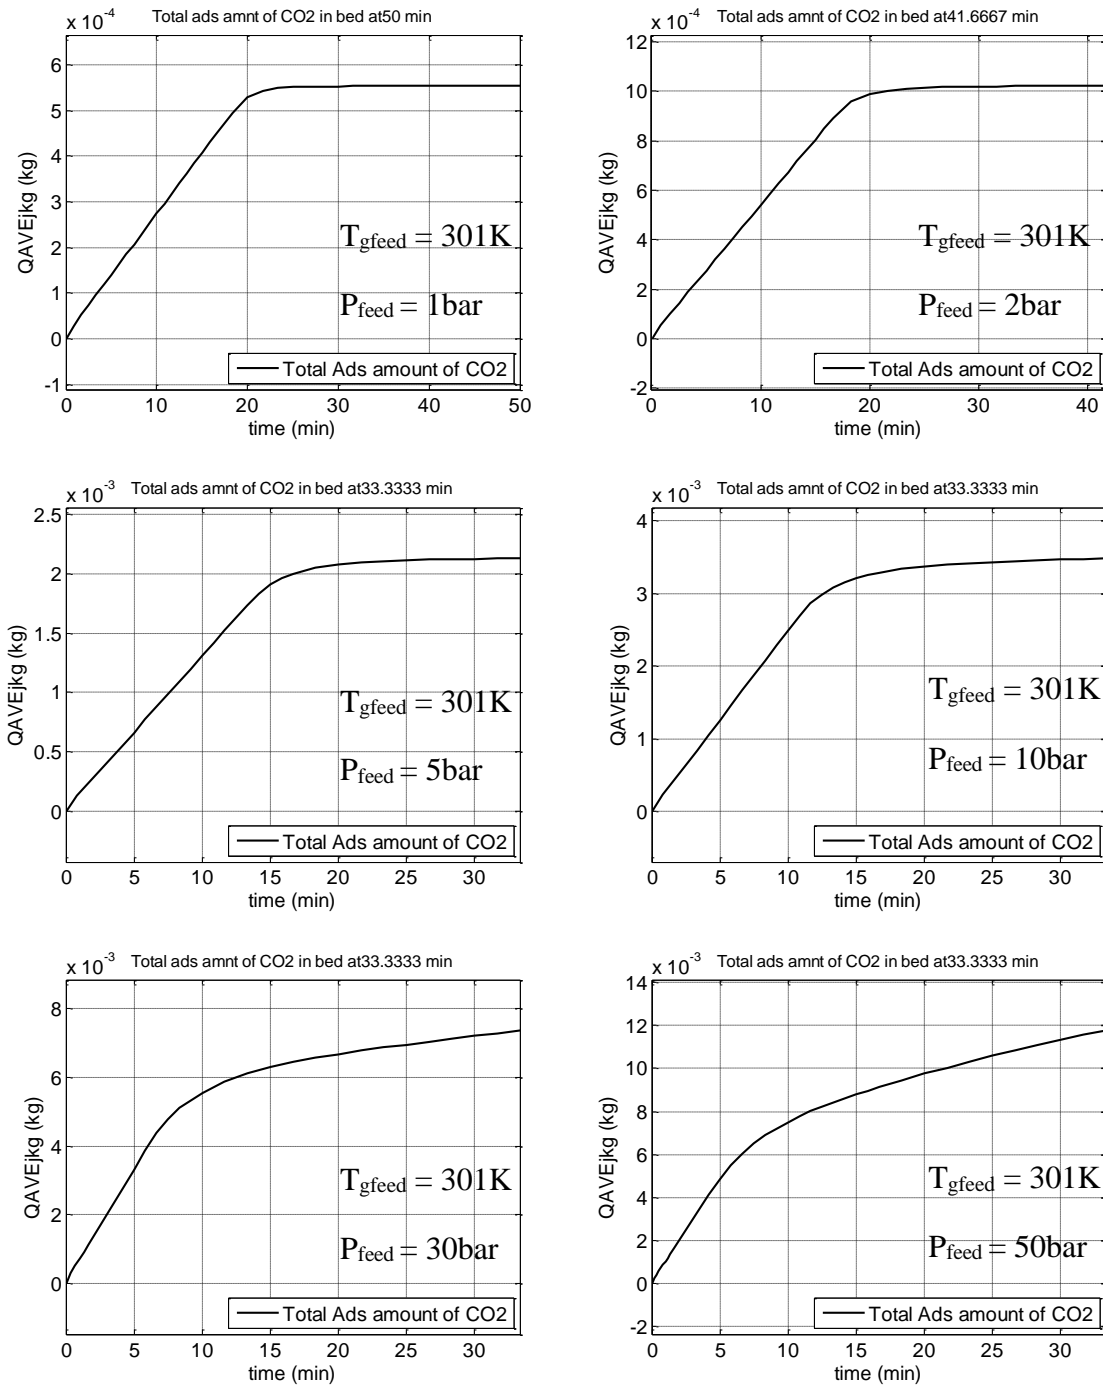 x 10^-4 Total ads amnt of CO2 in bed at50 min
6
5
4
3
2
1
0
-1
QAVEjkg (kg)
T_gfeed = 301K
P_feed = 1bar
Total Ads amount of CO2
0 10 20 30 40 50
time (min)
x 10^-4 Total ads amnt of CO2 in bed at41.6667 min
12
10
8
6
4
2
0
-2
QAVEjkg (kg)
T_gfeed = 301K
P_feed = 2bar
Total Ads amount of CO2
0 10 20 30 40
time (min)
x 10^-3 Total ads amnt of CO2 in bed at33.3333 min
2.5
2
1.5
1
0.5
0
QAVEjkg (kg)
T_gfeed = 301K
P_feed = 5bar
Total Ads amount of CO2
0 5 10 15 20 25 30
time (min)
x 10^-3 Total ads amnt of CO2 in bed at33.3333 min
4
3
2
1
0
QAVEjkg (kg)
T_gfeed = 301K
P_feed = 10bar
Total Ads amount of CO2
0 5 10 15 20 25 30
time (min)
x 10^-3 Total ads amnt of CO2 in bed at33.3333 min
8
6
4
2
0
QAVEjkg (kg)
T_gfeed = 301K
P_feed = 30bar
Total Ads amount of CO2
0 5 10 15 20 25 30
time (min)
x 10^-3 Total ads amnt of CO2 in bed at33.3333 min
14
12
10
8
6
4
2
0
-2
QAVEjkg (kg)
T_gfeed = 301K
P_feed = 50bar
Total Ads amount of CO2
0 5 10 15 20 25 30
time (min)